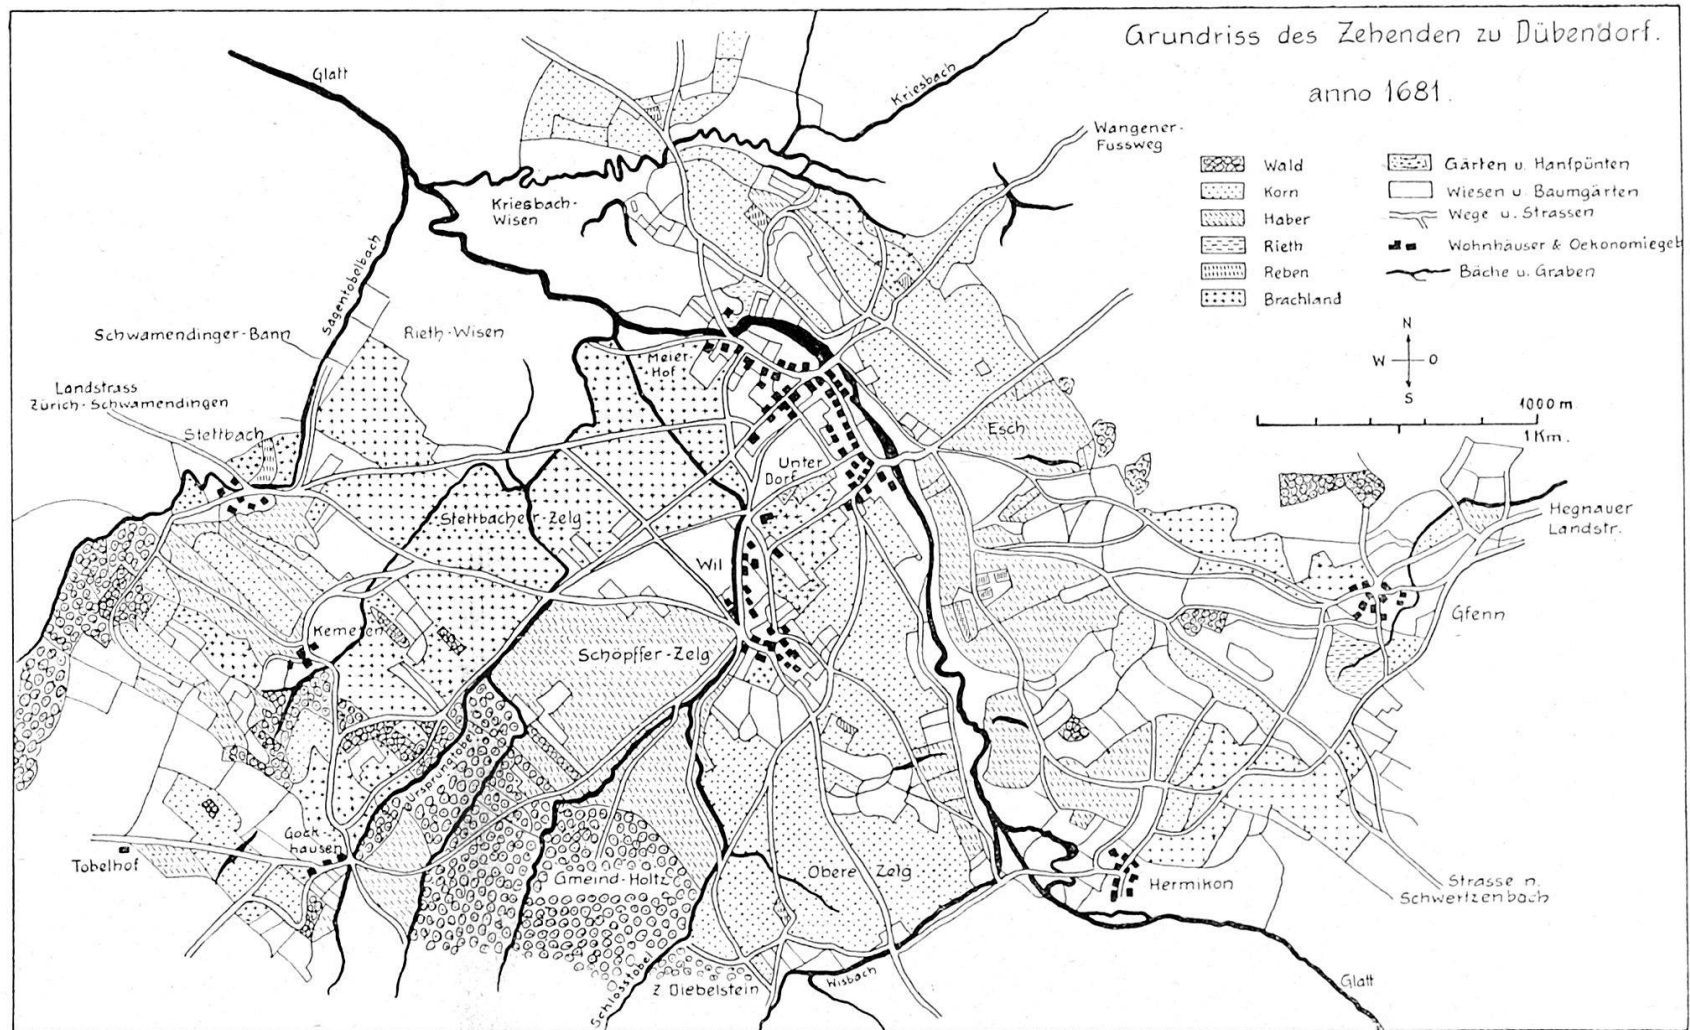 Grundriss des Zehenden zu Dübendorf.
anno 1681.
Wald
Korn
Haber
Rieth
Reben
Brachland
Gärten u. Hanfpünten
Wiesen u. Baumgärten
Wege u. Strassen
Wohnhäuser & Oekonomiegeb
Bäche u. Graben
N
W
O
S
1000 m
1 Km.
Glatt
Kriesbach
Wangener-
Fussweg
Kriesbach-
Wisen
Sagentobelbach
Schwamendinger-Bann
Rieth-Wisen
Landstrass
Zürich-Schwamendingen
Stettbach
Meier-
Hof
Esch
Unter
Dorf
Stettbacher-Zelg
Hegnauer
Landstr.
Wil
Gfenn
Kemeten
Schöpffer-Zelg
Ursprung
Gock-
hausen
Tobelhof
Gmeind-Holtz
Obere Zelg
Hermikon
Strasse n.
Schwertzenbach
Schlosstobel
Z Diebelstein
Wisbach
Glatt